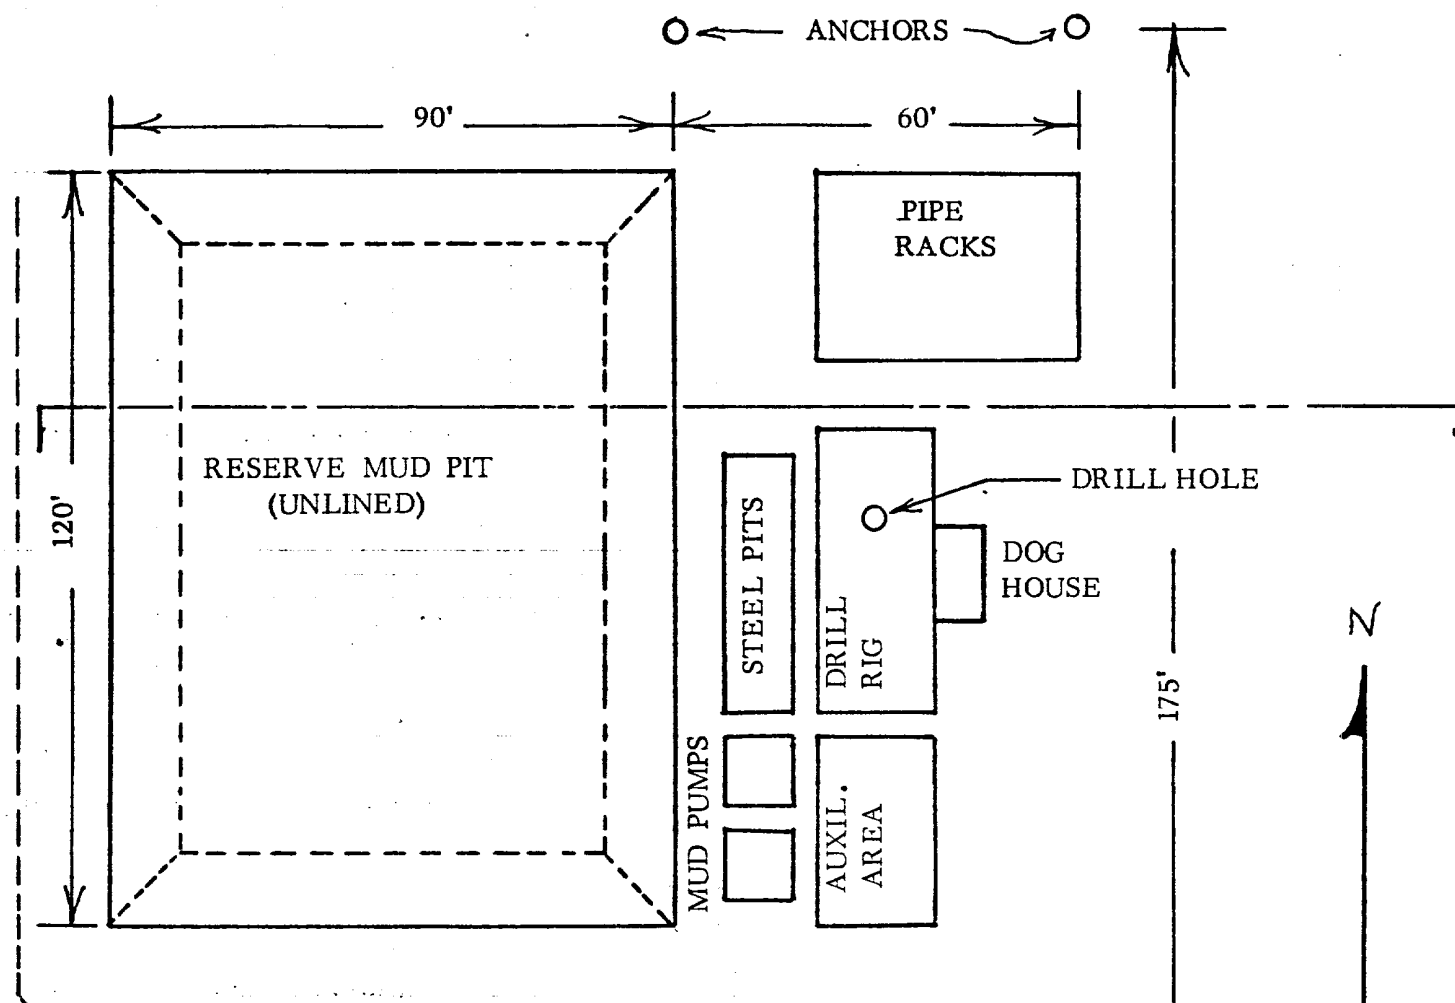 ANCHORS
90'
60'
PIPE
RACKS
RESERVE MUD PIT
(UNLINED)
120'
DRILL HOLE
STEEL PITS
DRILL
RIG
DOG
HOUSE
N
175'
MUD PUMPS
AUXIL.
AREA